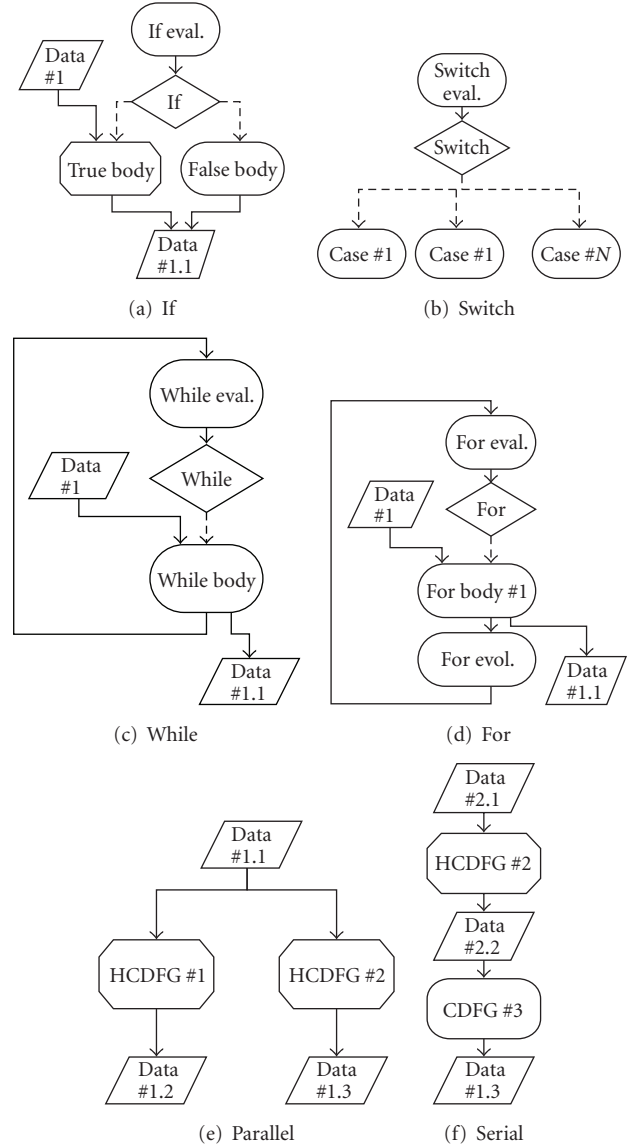 If eval.
Data
#1
If
True body
False body
Data
#1.1
(a) If
Switch
eval.
Switch
Case #1
Case #1
Case #N
(b) Switch
While eval.
Data
#1
While
While body
Data
#1.1
(c) While
For eval.
Data
#1
For
For body #1
For evol.
Data
#1.1
(d) For
Data
#1.1
HCDFG #1
HCDFG #2
Data
#1.2
Data
#1.3
(e) Parallel
Data
#2.1
HCDFG #2
Data
#2.2
CDFG #3
Data
#1.3
(f) Serial